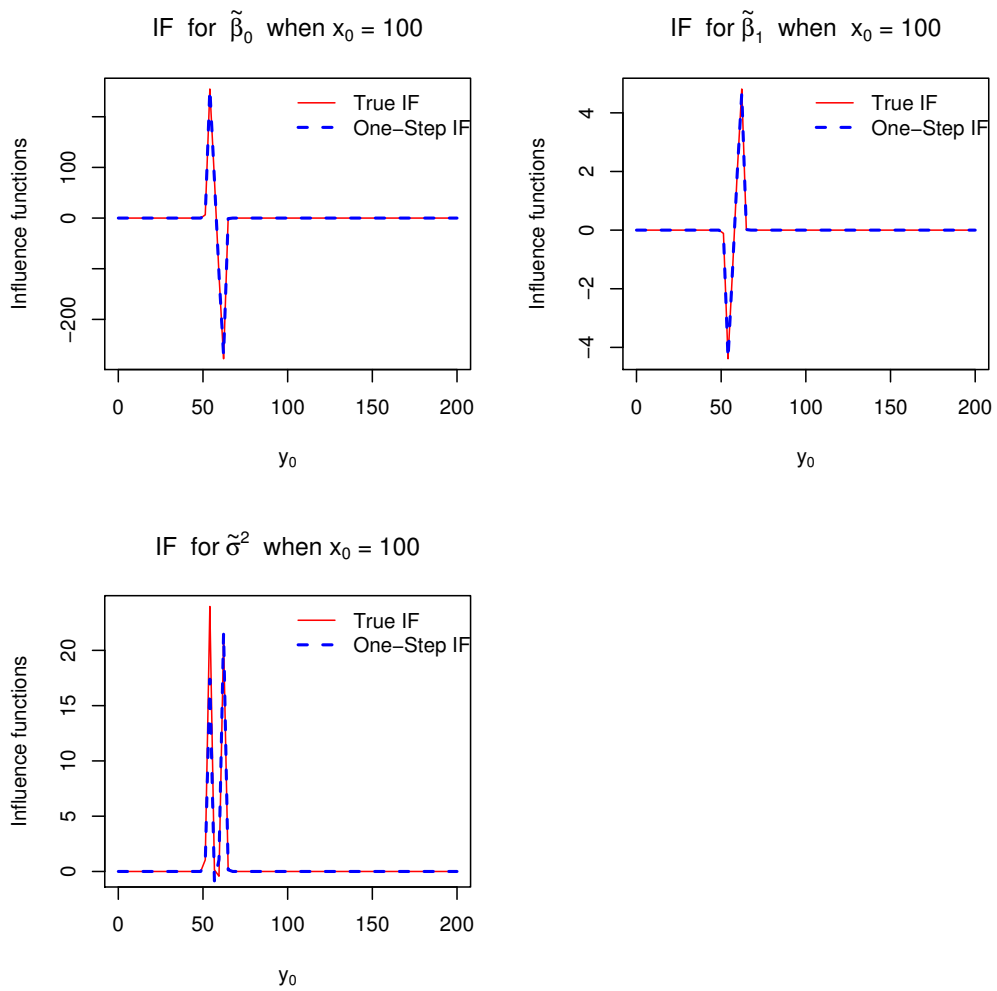 IF for β̃₀ when x₀ = 100
Influence functions
100
0
−200
True IF
One−Step IF
0 50 100 150 200
y₀
IF for β̃₁ when x₀ = 100
Influence functions
4
2
0
−2
−4
True IF
One−Step IF
0 50 100 150 200
y₀
IF for σ̃² when x₀ = 100
Influence functions
20
15
10
5
0
True IF
One−Step IF
0 50 100 150 200
y₀